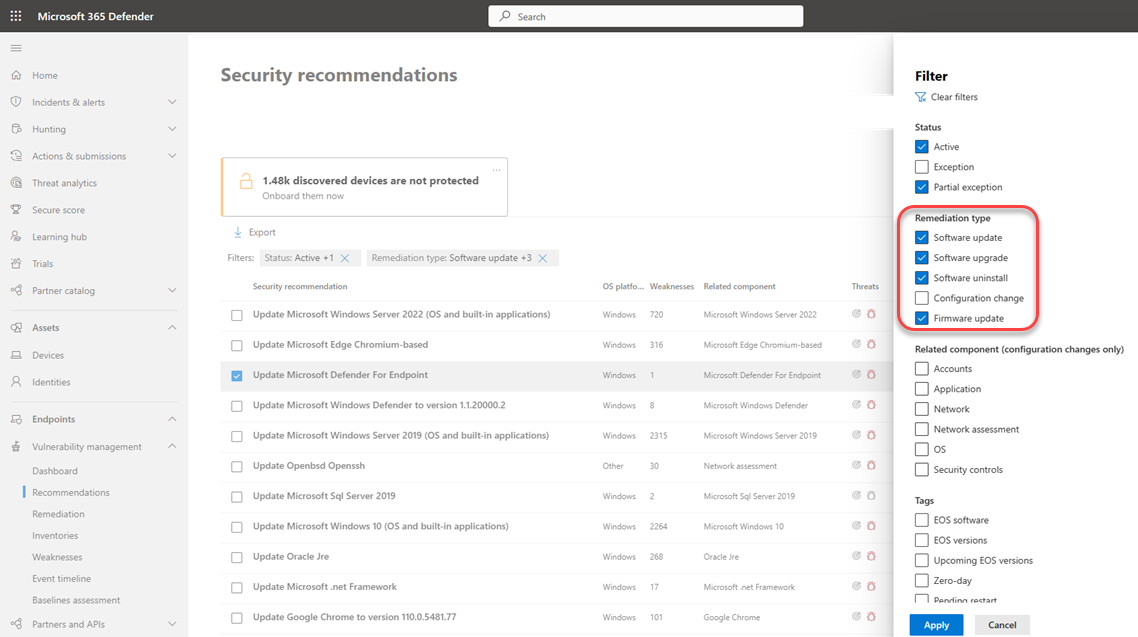 Microsoft 365 Defender
Search
Home
Incidents & alerts
Hunting
Actions & submissions
Threat analytics
Secure score
Learning hub
Trials
Partner catalog
Assets
Devices
Identities
Endpoints
Vulnerability management
Dashboard
Recommendations
Remediation
Inventories
Weaknesses
Event timeline
Baselines assessment
Partners and APIs
Security recommendations
1.48k discovered devices are not protected
Onboard them now
Export
Filters: Status: Active +1 Remediation type: Software update +3
Security recommendation OS platfo... Weaknesses Related component Threats
Update Microsoft Windows Server 2022 (OS and built-in applications) Windows 720 Microsoft Windows Server 2022
Update Microsoft Edge Chromium-based Windows 316 Microsoft Edge Chromium-based
Update Microsoft Defender For Endpoint Windows 1 Microsoft Defender For Endpoint
Update Microsoft Windows Defender to version 1.1.20000.2 Windows 8 Microsoft Windows Defender
Update Microsoft Windows Server 2019 (OS and built-in applications) Windows 2315 Microsoft Windows Server 2019
Update Openbsd Openssh Other 30 Network assessment
Update Microsoft Sql Server 2019 Windows 2 Microsoft Sql Server 2019
Update Microsoft Windows 10 (OS and built-in applications) Windows 2264 Microsoft Windows 10
Update Oracle Jre Windows 268 Oracle Jre
Update Microsoft .net Framework Windows 17 Microsoft .net Framework
Update Google Chrome to version 110.0.5481.77 Windows 101 Google Chrome
Filter
Clear filters
Status
Active
Exception
Partial exception
Remediation type
Software update
Software upgrade
Software uninstall
Configuration change
Firmware update
Related component (configuration changes only)
Accounts
Application
Network
Network assessment
OS
Security controls
Tags
EOS software
EOS versions
Upcoming EOS versions
Zero-day
Pending restart
Apply Cancel